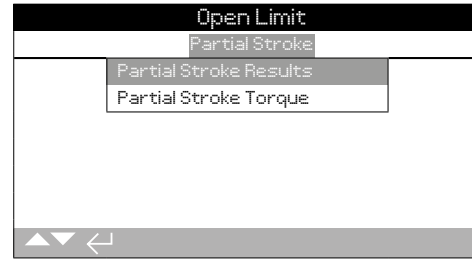 Open Limit
Partial Stroke
Partial Stroke Results
Partial Stroke Torque